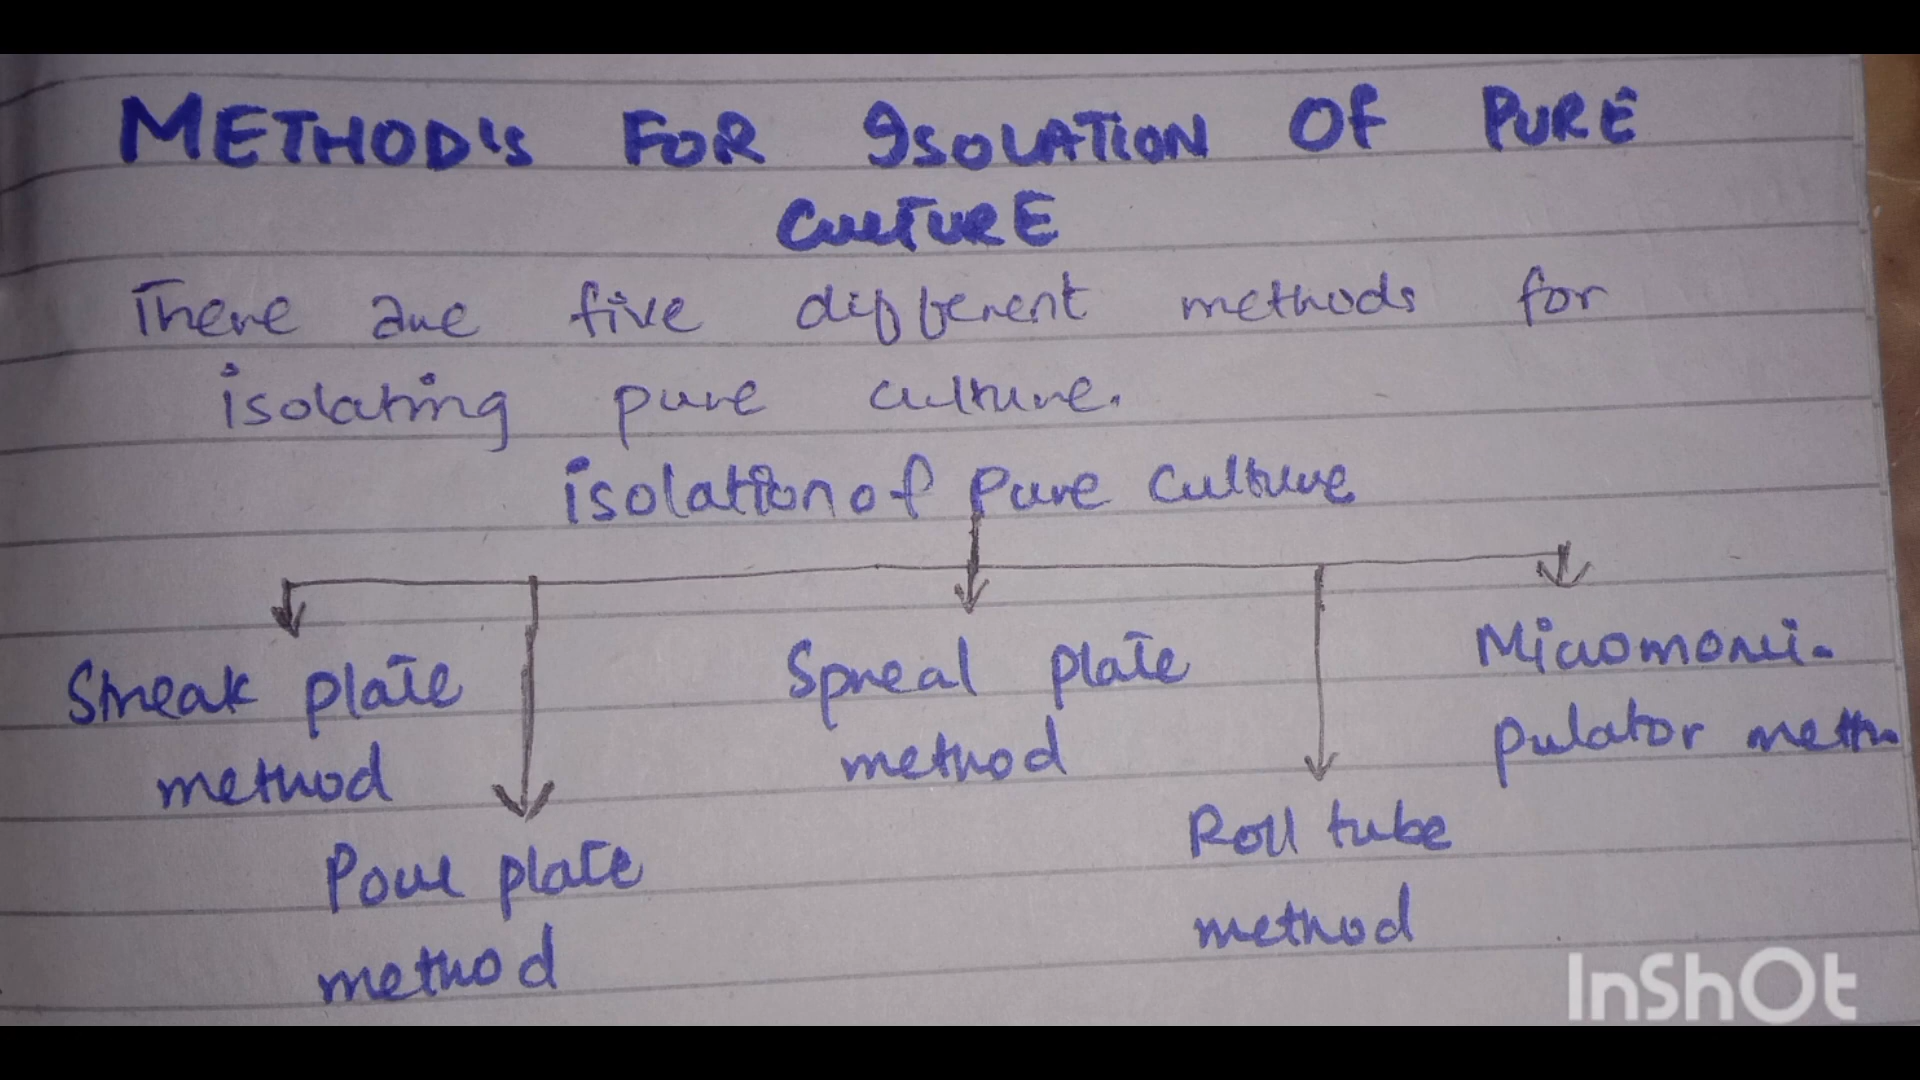 METHOD'S FOR ISOLATION OF PURE
CULTURE
There are five different methods for
isolating pure culture.
isolation of Pure Culture
Streak plate
method
Pour plate
method
Spreal plate
method
Roll tube
method
Micromani-
pulator metho
InShOt